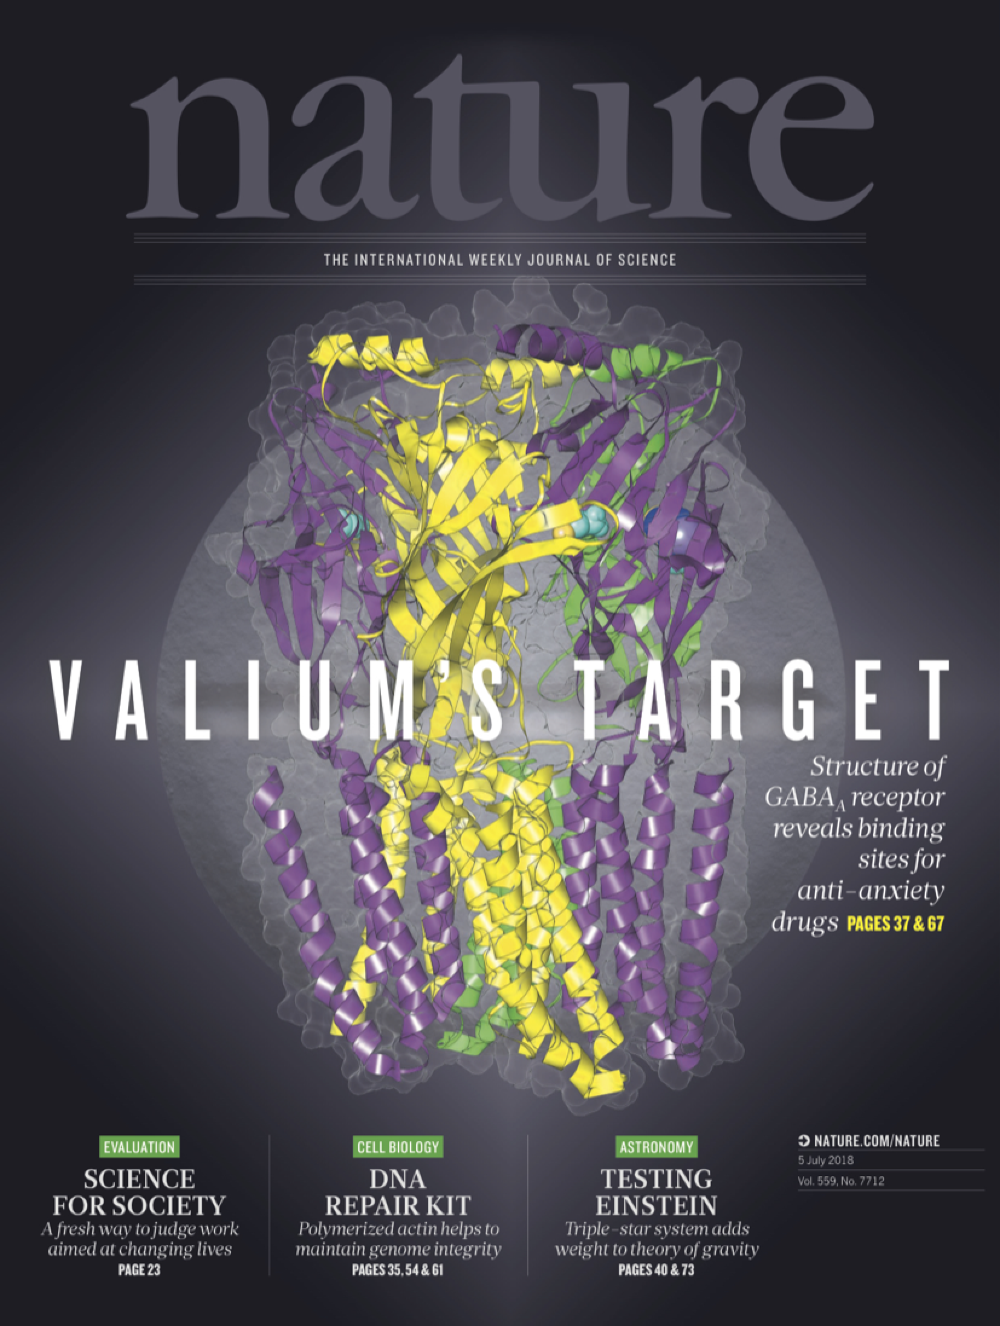 nature
THE INTERNATIONAL WEEKLY JOURNAL OF SCIENCE
VALIUM'S TARGET
Structure of
GABAA receptor
reveals binding
sites for
anti-anxiety
drugs PAGES 37 & 67
EVALUATION
SCIENCE
FOR SOCIETY
A fresh way to judge work
aimed at changing lives
PAGE 23
CELL BIOLOGY
DNA
REPAIR KIT
Polymerized actin helps to
maintain genome integrity
PAGES 35, 54 & 61
ASTRONOMY
TESTING
EINSTEIN
Triple-star system adds
weight to theory of gravity
PAGES 40 & 73
NATURE.COM/NATURE
5 July 2018
Vol. 559, No. 7712